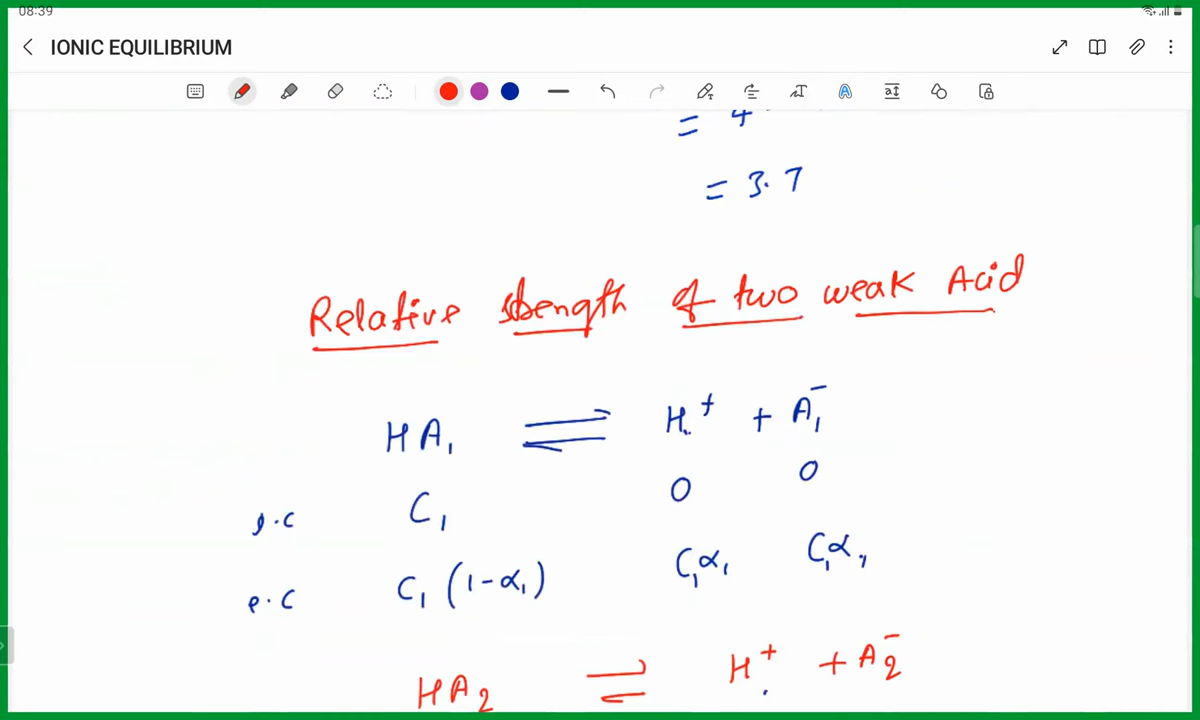 08:39
IONIC EQUILIBRIUM
= 4
= 3.7
Relative strength of two weak Acid
HA₁ ⇌ H⁺ + A₁⁻
C₁ 0 0
e.C C₁ (1-α₁) C₁α₁ C₁α₁
HA₂ ⇌ H⁺ + A₂⁻